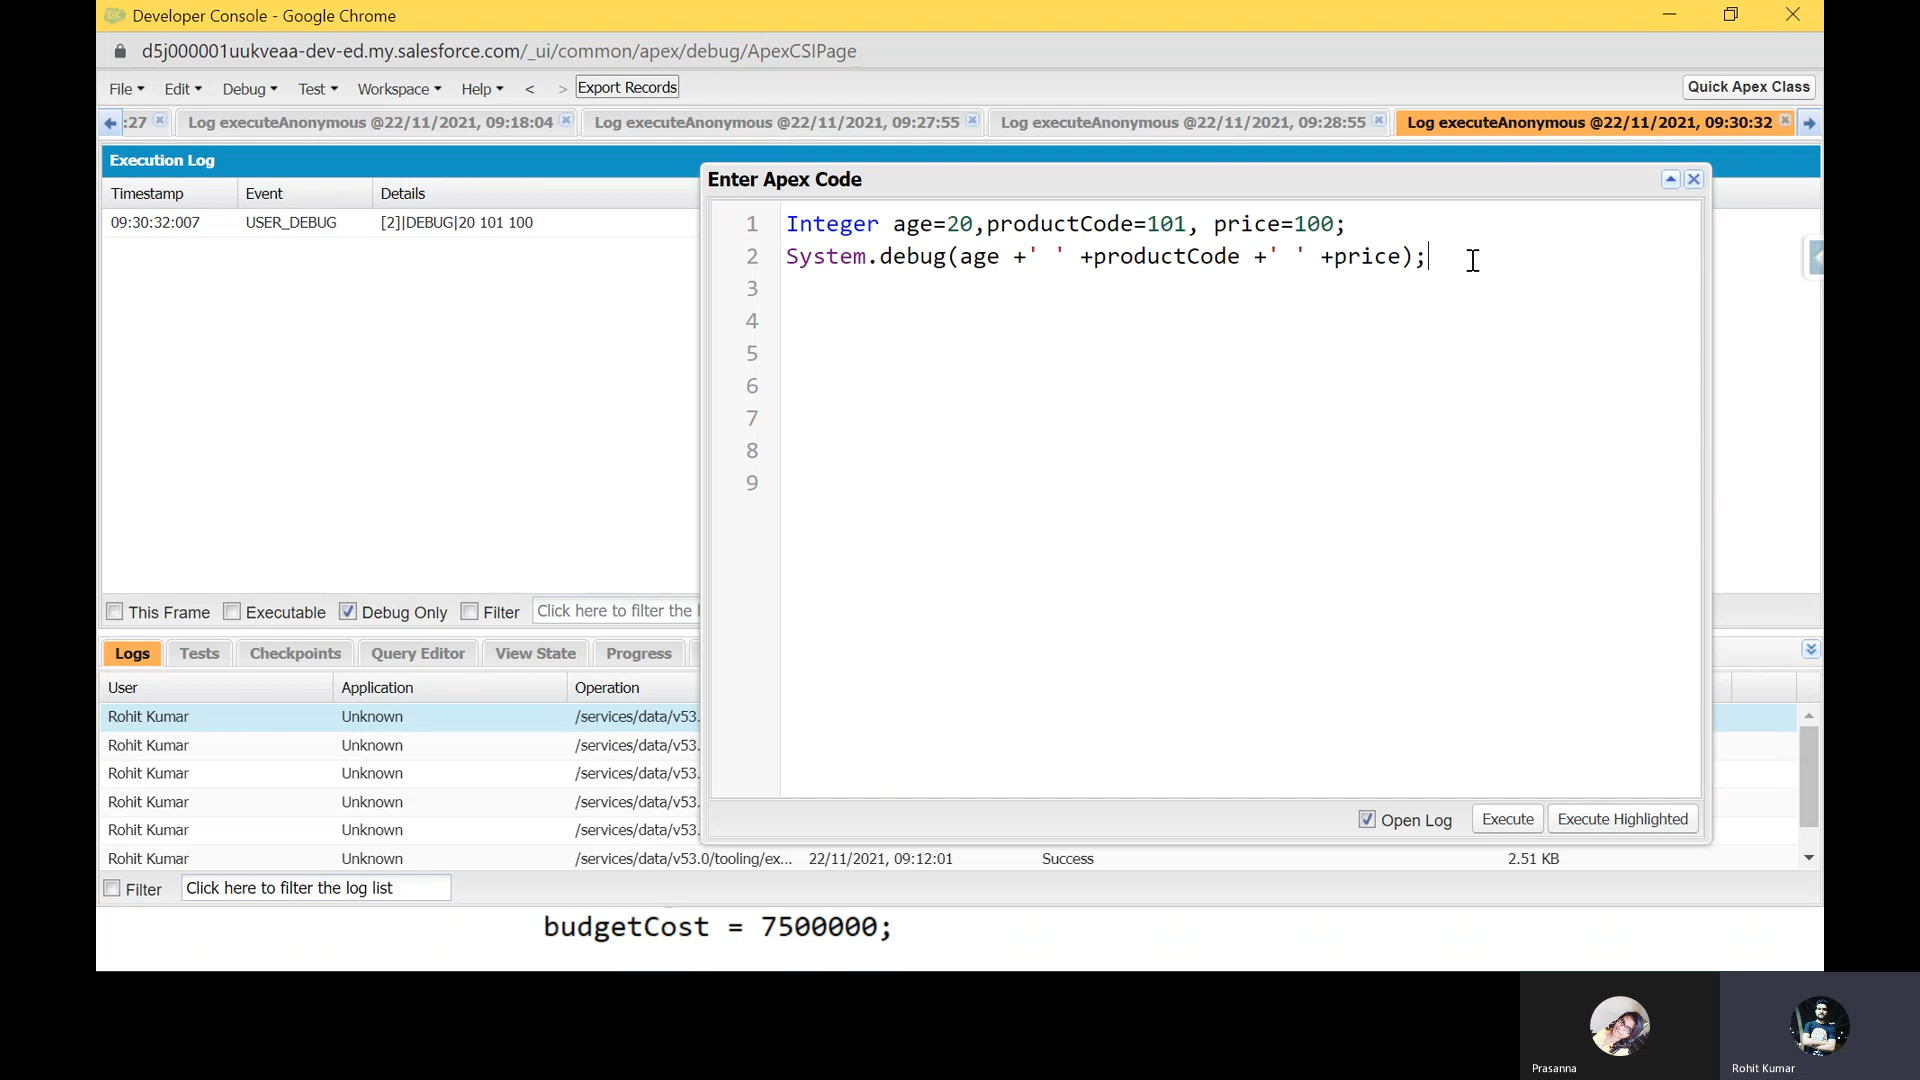 Developer Console - Google Chrome
d5j000001uukveaa-dev-ed.my.salesforce.com/_ui/common/apex/debug/ApexCSIPage
File Edit Debug Test Workspace Help < > Export Records Quick Apex Class
:27 Log executeAnonymous @22/11/2021, 09:18:04 Log executeAnonymous @22/11/2021, 09:27:55 Log executeAnonymous @22/11/2021, 09:28:55 Log executeAnonymous @22/11/2021, 09:30:32
Execution Log
Timestamp Event Details
09:30:32:007 USER_DEBUG [2]|DEBUG|20 101 100
Enter Apex Code
1 Integer age=20,productCode=101, price=100;
2 System.debug(age +' ' +productCode +' ' +price);
3
4
5
6
7
8
9
Open Log Execute Execute Highlighted
This Frame Executable Debug Only Filter Click here to filter the l
Logs Tests Checkpoints Query Editor View State Progress
User Application Operation
Rohit Kumar Unknown /services/data/v53.
Rohit Kumar Unknown /services/data/v53.
Rohit Kumar Unknown /services/data/v53.
Rohit Kumar Unknown /services/data/v53.
Rohit Kumar Unknown /services/data/v53.
Rohit Kumar Unknown /services/data/v53.0/tooling/ex... 22/11/2021, 09:12:01 Success 2.51 KB
Filter Click here to filter the log list
budgetCost = 7500000;
Prasanna Rohit Kumar